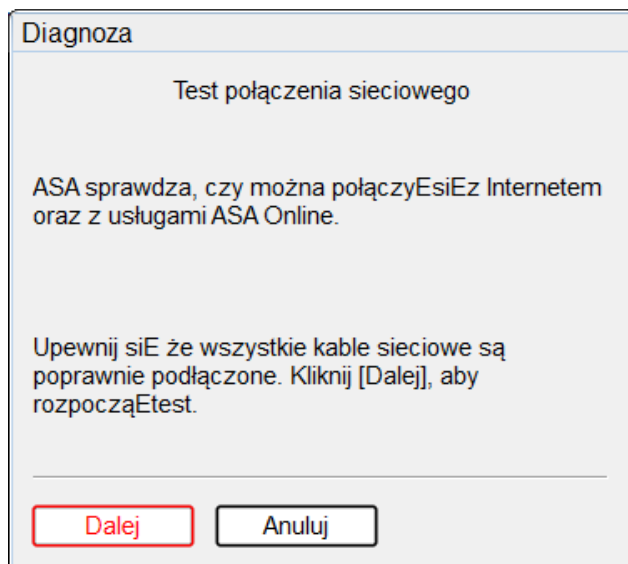 Diagnoza
Test połączenia sieciowego
ASA sprawdza, czy można połączyEsiEz Internetem
oraz z usługami ASA Online.
Upewnij siE że wszystkie kable sieciowe są
poprawnie podłączone. Kliknij [Dalej], aby
rozpocząEtest.
Dalej
Anuluj